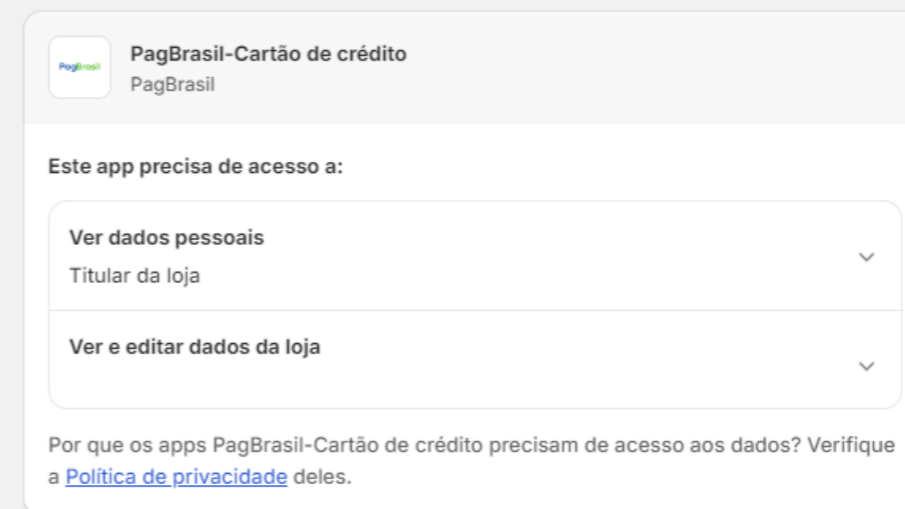 PagBrasil
PagBrasil-Cartão de crédito
PagBrasil
Este app precisa de acesso a:
Ver dados pessoais
Titular da loja
Ver e editar dados da loja
Por que os apps PagBrasil-Cartão de crédito precisam de acesso aos dados? Verifique
a Política de privacidade deles.